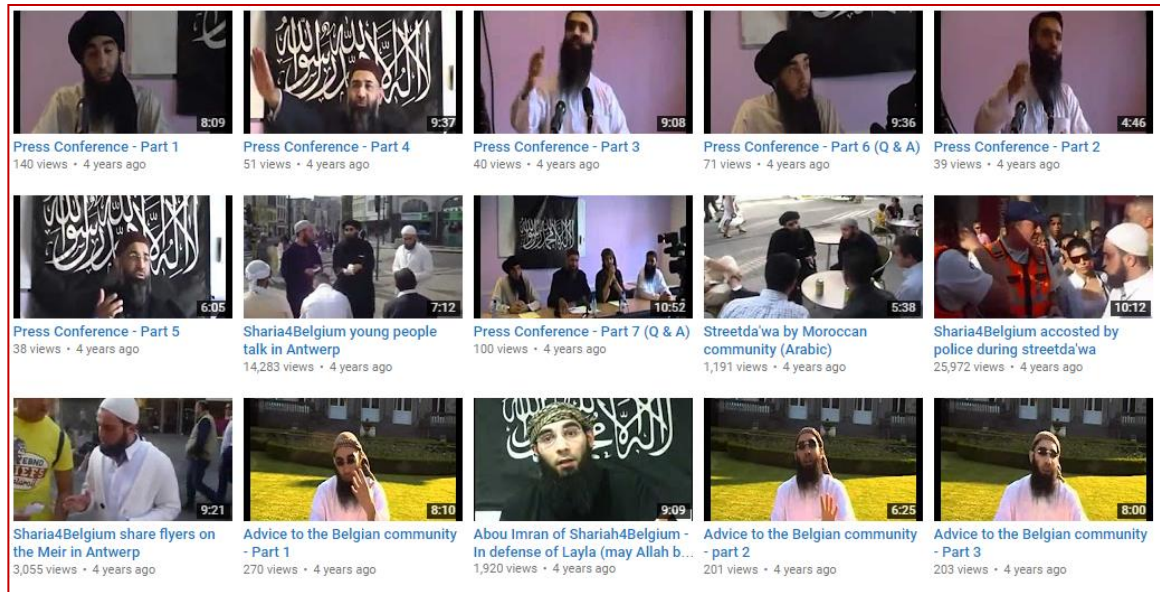 8:09
9:37
9:08
9:36
4:46
Press Conference - Part 1
140 views • 4 years ago
Press Conference - Part 4
51 views • 4 years ago
Press Conference - Part 3
40 views • 4 years ago
Press Conference - Part 6 (Q & A)
71 views • 4 years ago
Press Conference - Part 2
39 views • 4 years ago
6:05
7:12
10:52
5:38
10:12
Press Conference - Part 5
38 views • 4 years ago
Sharia4Belgium young people
talk in Antwerp
14,283 views • 4 years ago
Press Conference - Part 7 (Q & A)
100 views • 4 years ago
Streetda'wa by Moroccan
community (Arabic)
1,191 views • 4 years ago
Sharia4Belgium accosted by
police during streetda'wa
25,972 views • 4 years ago
9:21
8:10
9:09
6:25
8:00
Sharia4Belgium share flyers on
the Meir in Antwerp
3,055 views • 4 years ago
Advice to the Belgian community
- Part 1
270 views • 4 years ago
Abou Imran of Shariah4Belgium -
In defense of Layla (may Allah b...
1,920 views • 4 years ago
Advice to the Belgian community
- part 2
201 views • 4 years ago
Advice to the Belgian community
- Part 3
203 views • 4 years ago